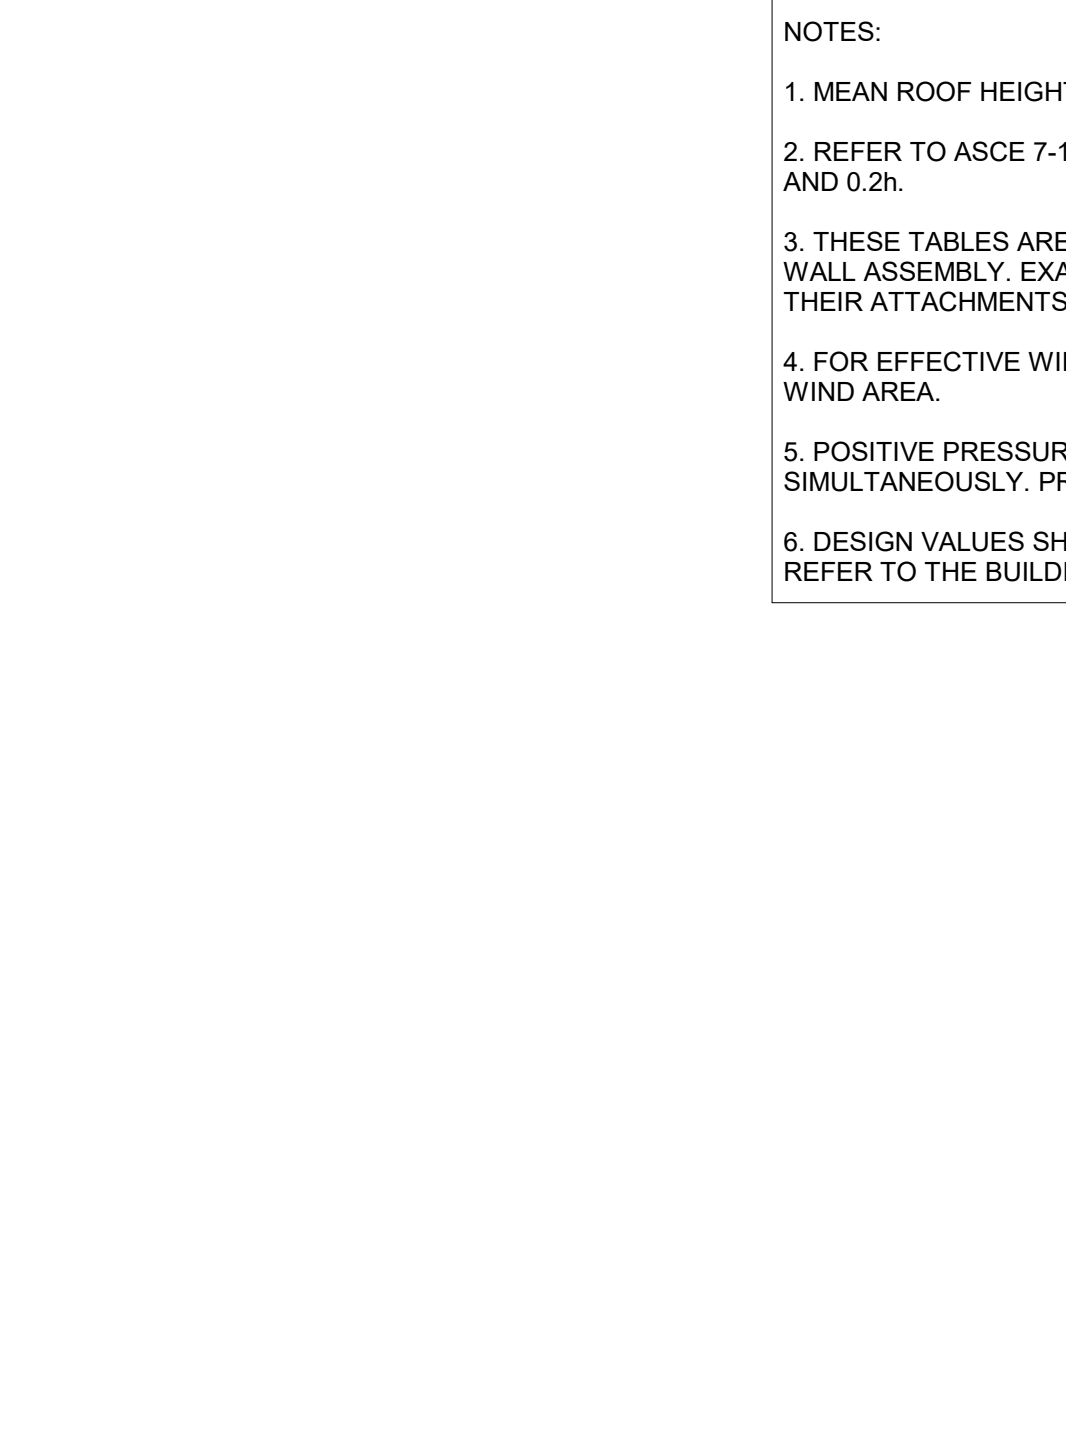 NOTES:
1. MEAN ROOF HEIGHT
2. REFER TO ASCE 7-1
AND 0.2h.
3. THESE TABLES ARE
WALL ASSEMBLY. EXA
THEIR ATTACHMENTS
4. FOR EFFECTIVE WI
WIND AREA.
5. POSITIVE PRESSUR
SIMULTANEOUSLY. PR
6. DESIGN VALUES SH
REFER TO THE BUILD